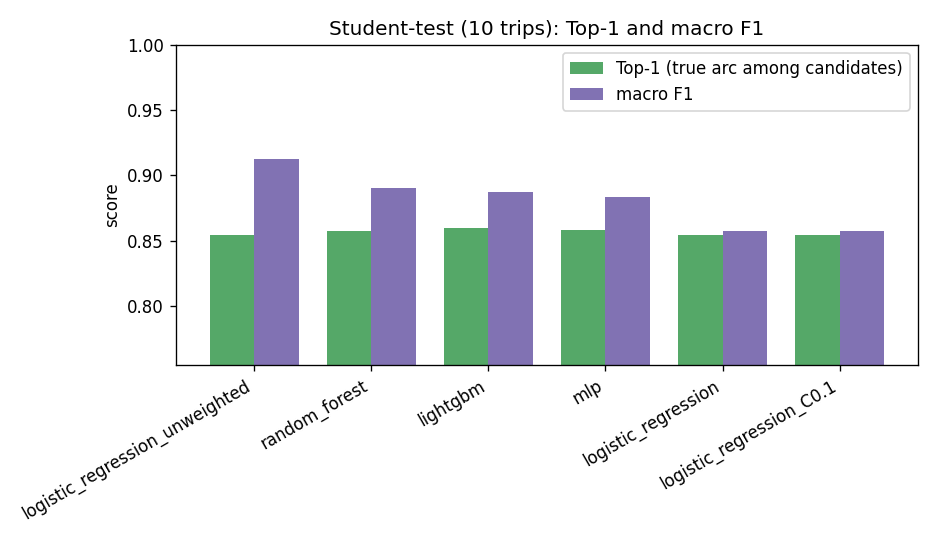 Student-test (10 trips): Top-1 and macro F1
Top-1 (true arc among candidates)
macro F1
score
1.00
0.95
0.90
0.85
0.80
logistic_regression_unweighted
random_forest
lightgbm
mlp
logistic_regression
logistic_regression_C0.1